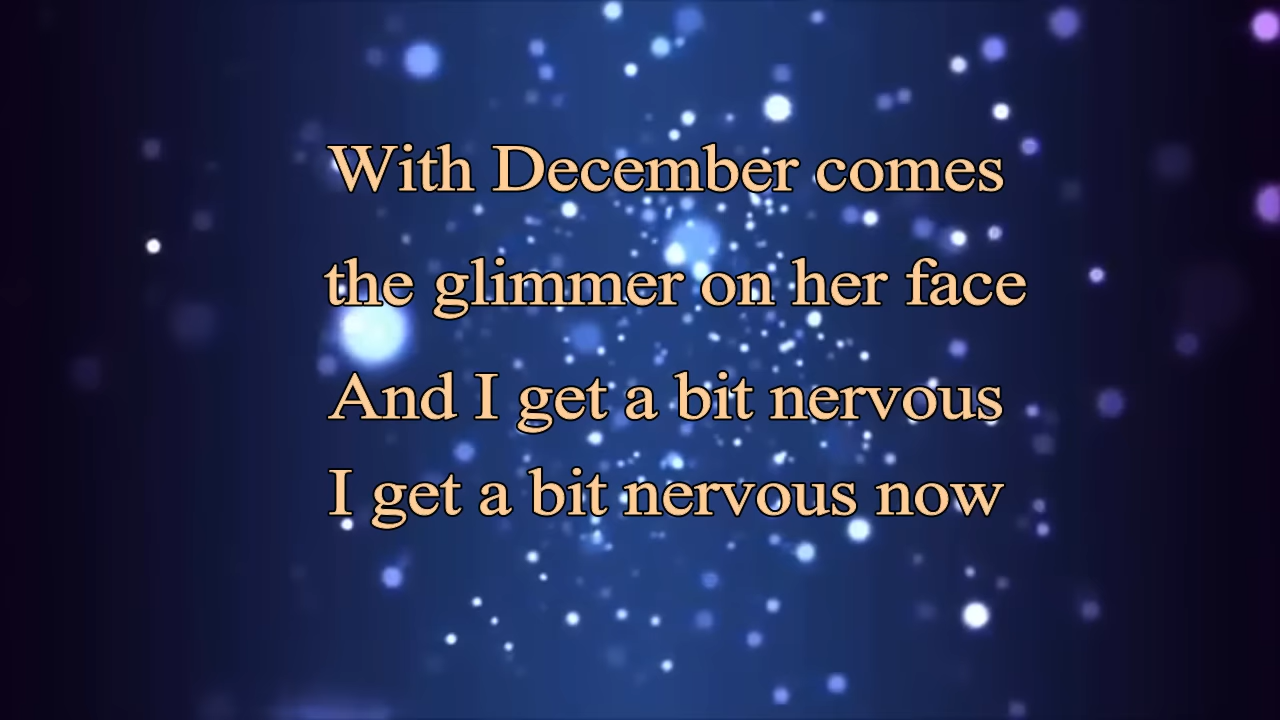 With December comes
the glimmer on her face
And I get a bit nervous
I get a bit nervous now